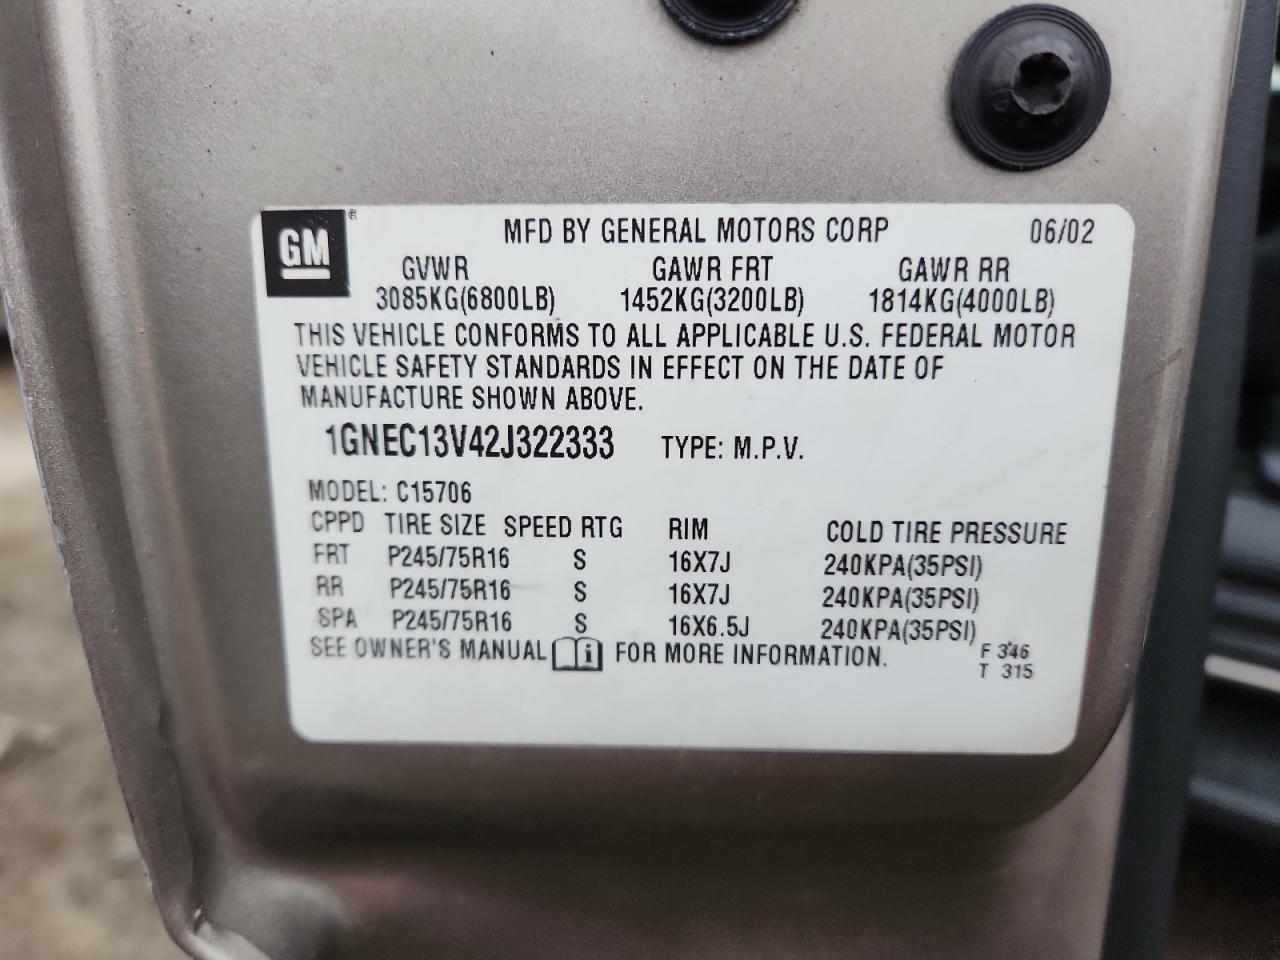 GM ® MFD BY GENERAL MOTORS CORP 06/02
GVWR GAWR FRT GAWR RR
3085KG(6800LB) 1452KG(3200LB) 1814KG(4000LB)
THIS VEHICLE CONFORMS TO ALL APPLICABLE U.S. FEDERAL MOTOR
VEHICLE SAFETY STANDARDS IN EFFECT ON THE DATE OF
MANUFACTURE SHOWN ABOVE.
1GNEC13V42J322333 TYPE: M.P.V.
MODEL: C15706
CPPD TIRE SIZE SPEED RTG RIM COLD TIRE PRESSURE
FRT P245/75R16 S 16X7J 240KPA(35PSI)
RR P245/75R16 S 16X7J 240KPA(35PSI)
SPA P245/75R16 S 16X6.5J 240KPA(35PSI)
SEE OWNER'S MANUAL i FOR MORE INFORMATION. F 346
T 315